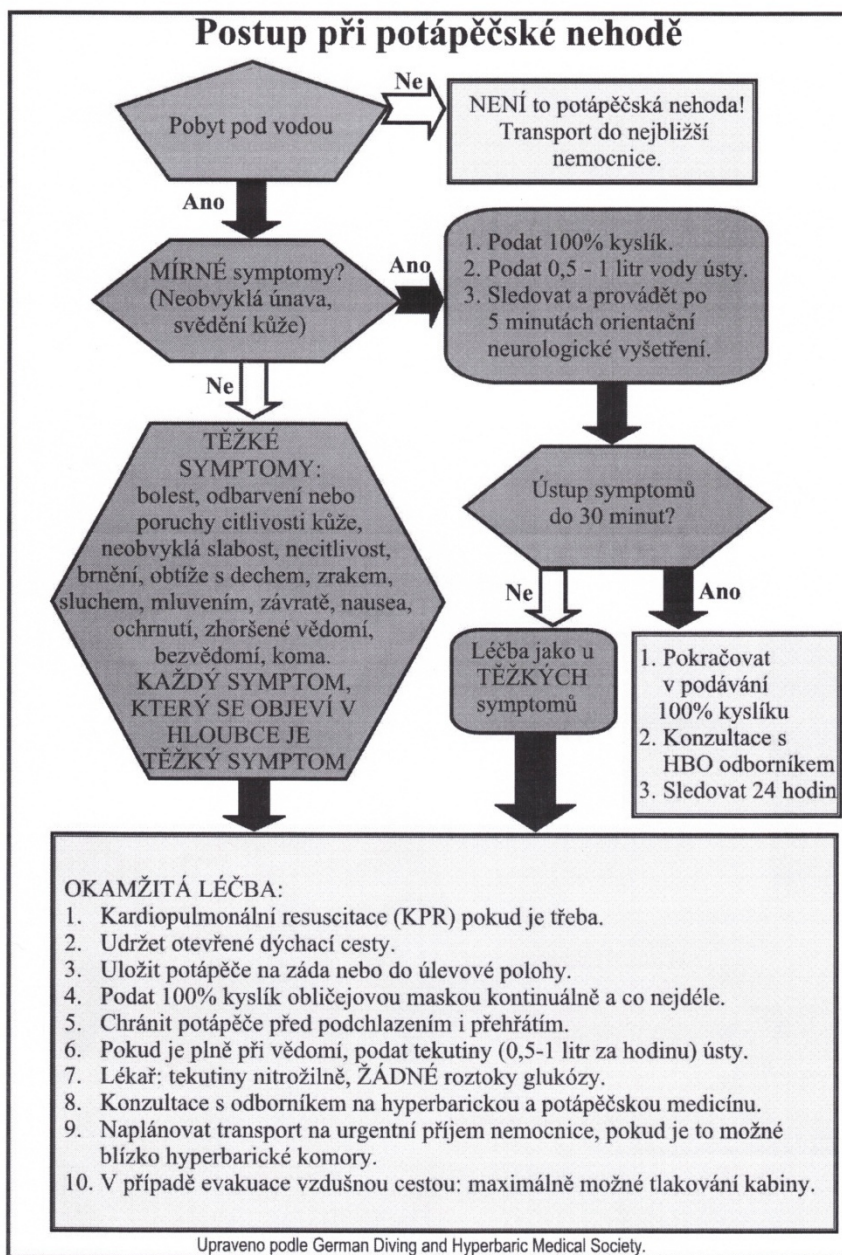 Postup při potápěčské nehodě
Pobyt pod vodou
Ne
NENÍ to potápěčská nehoda!
Transport do nejbližší
nemocnice.
Ano
MÍRNÉ symptomy?
(Neobvyklá únava,
svědění kůže)
Ano
1. Podat 100% kyslík.
2. Podat 0,5 - 1 litr vody ústy.
3. Sledovat a provádět po
5 minutách orientační
neurologické vyšetření.
Ne
TĚŽKÉ
SYMPTOMY:
bolest, odbarvení nebo
poruchy citlivosti kůže,
neobvyklá slabost, necitlivost,
brnění, obtíže s dechem, zrakem,
sluchem, mluvením, závratě, nausea,
ochrnutí, zhoršené vědomí,
bezvědomí, koma.
KAŽDÝ SYMPTOM,
KTERÝ SE OBJEVÍ V
HLOUBCE JE
TĚŽKÝ SYMPTOM
Ústup symptomů
do 30 minut?
Ne
Ano
Léčba jako u
TĚŽKÝCH
symptomů
1. Pokračovat
v podávání
100% kyslíku
2. Konzultace s
HBO odborníkem
3. Sledovat 24 hodin
OKAMŽITÁ LÉČBA:
1. Kardiopulmonální resuscitace (KPR) pokud je třeba.
2. Udržet otevřené dýchací cesty.
3. Uložit potápěče na záda nebo do úlevové polohy.
4. Podat 100% kyslík obličejovou maskou kontinuálně a co nejdéle.
5. Chránit potápěče před podchlazením i přehřátím.
6. Pokud je plně při vědomí, podat tekutiny (0,5-1 litr za hodinu) ústy.
7. Lékař: tekutiny nitrožilně, ŽÁDNÉ roztoky glukózy.
8. Konzultace s odborníkem na hyperbarickou a potápěčskou medicínu.
9. Naplánovat transport na urgentní příjem nemocnice, pokud je to možné
blízko hyperbarické komory.
10. V případě evakuace vzdušnou cestou: maximálně možné tlakování kabiny.
Upraveno podle German Diving and Hyperbaric Medical Society.